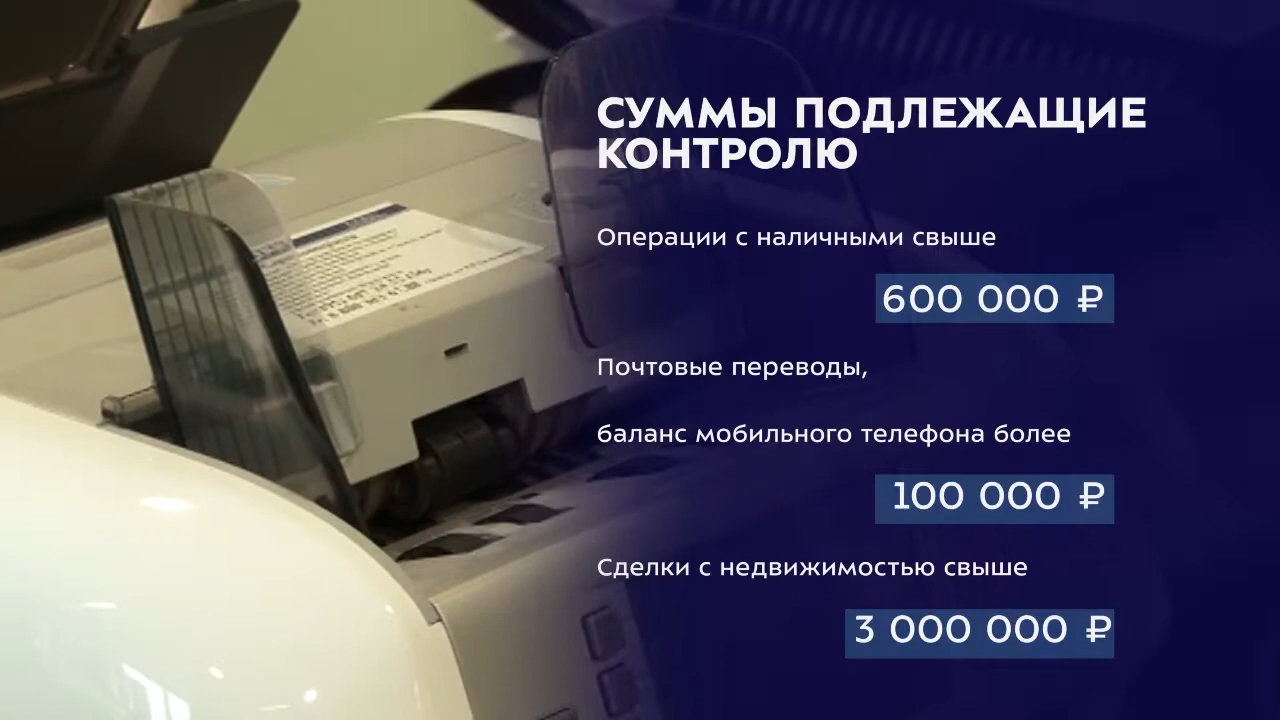 СУММЫ ПОДЛЕЖАЩИЕ
КОНТРОЛЮ
Операции с наличными свыше
600 000 ₽
Почтовые переводы,
баланс мобильного телефона более
100 000 ₽
Сделки с недвижимостью свыше
3 000 000 ₽